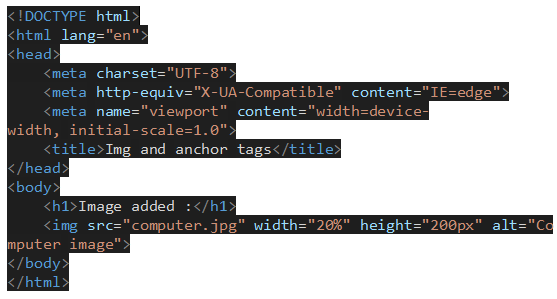 <!DOCTYPE html>
<html lang="en">
<head>
    <meta charset="UTF-8">
    <meta http-equiv="X-UA-Compatible" content="IE=edge">
    <meta name="viewport" content="width=device-
width, initial-scale=1.0">
    <title>Img and anchor tags</title>
</head>
<body>
    <h1>Image added :</h1>
    <img src="computer.jpg" width="20%" height="200px" alt="Co
mputer image">
</body>
</html>